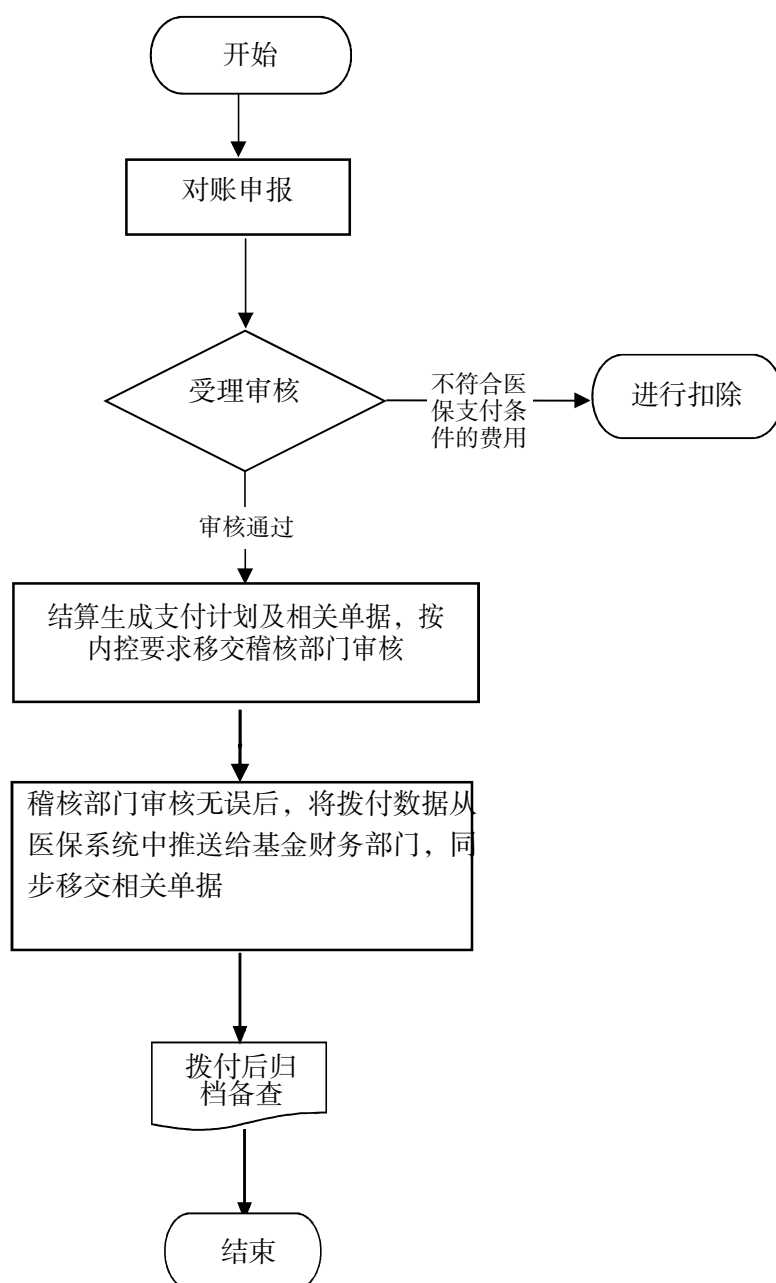 开始
对账申报
受理审核
不符合医
保支付条
件的费用
进行扣除
审核通过
结算生成支付计划及相关单据，按
内控要求移交稽核部门审核
稽核部门审核无误后，将拨付数据从
医保系统中推送给基金财务部门，同
步移交相关单据
拨付后归
档备查
结束